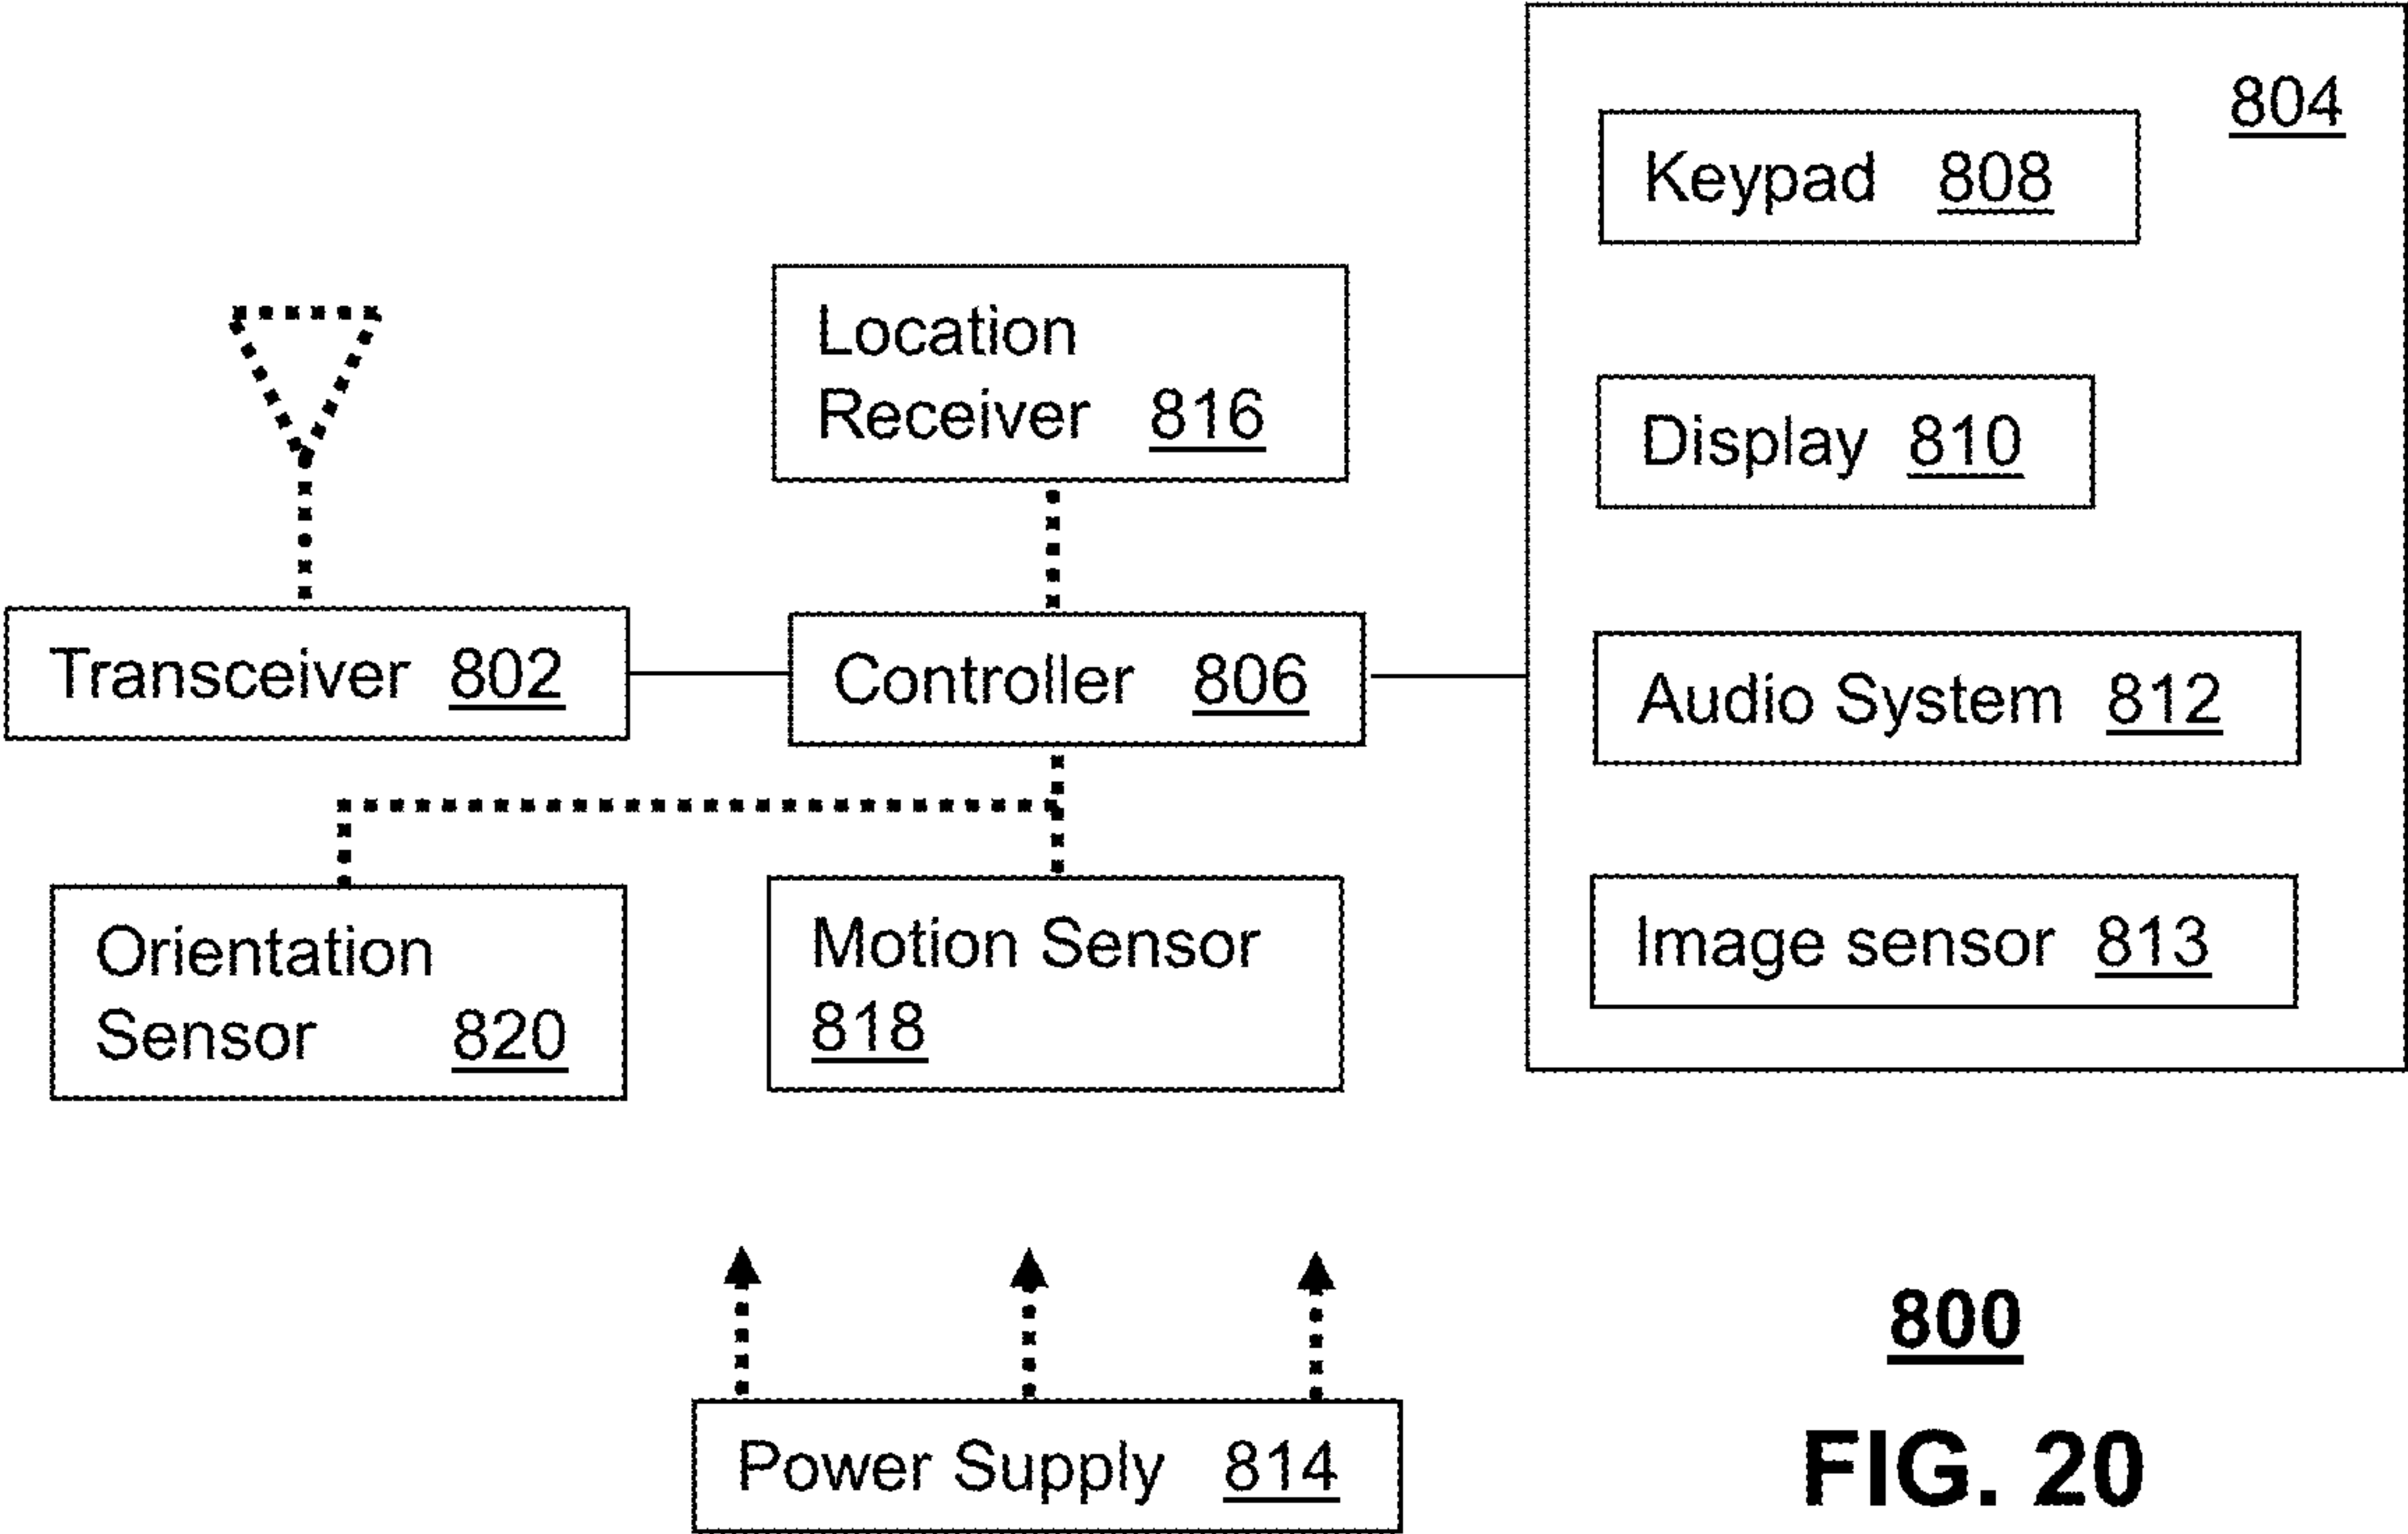 804
Keypad 808
Location
Receiver 816
Display 810
Transceiver 802
Controller 806
Audio System 812
Orientation
Sensor 820
Motion Sensor
818
Image sensor 813
Power Supply 814
800
FIG. 20